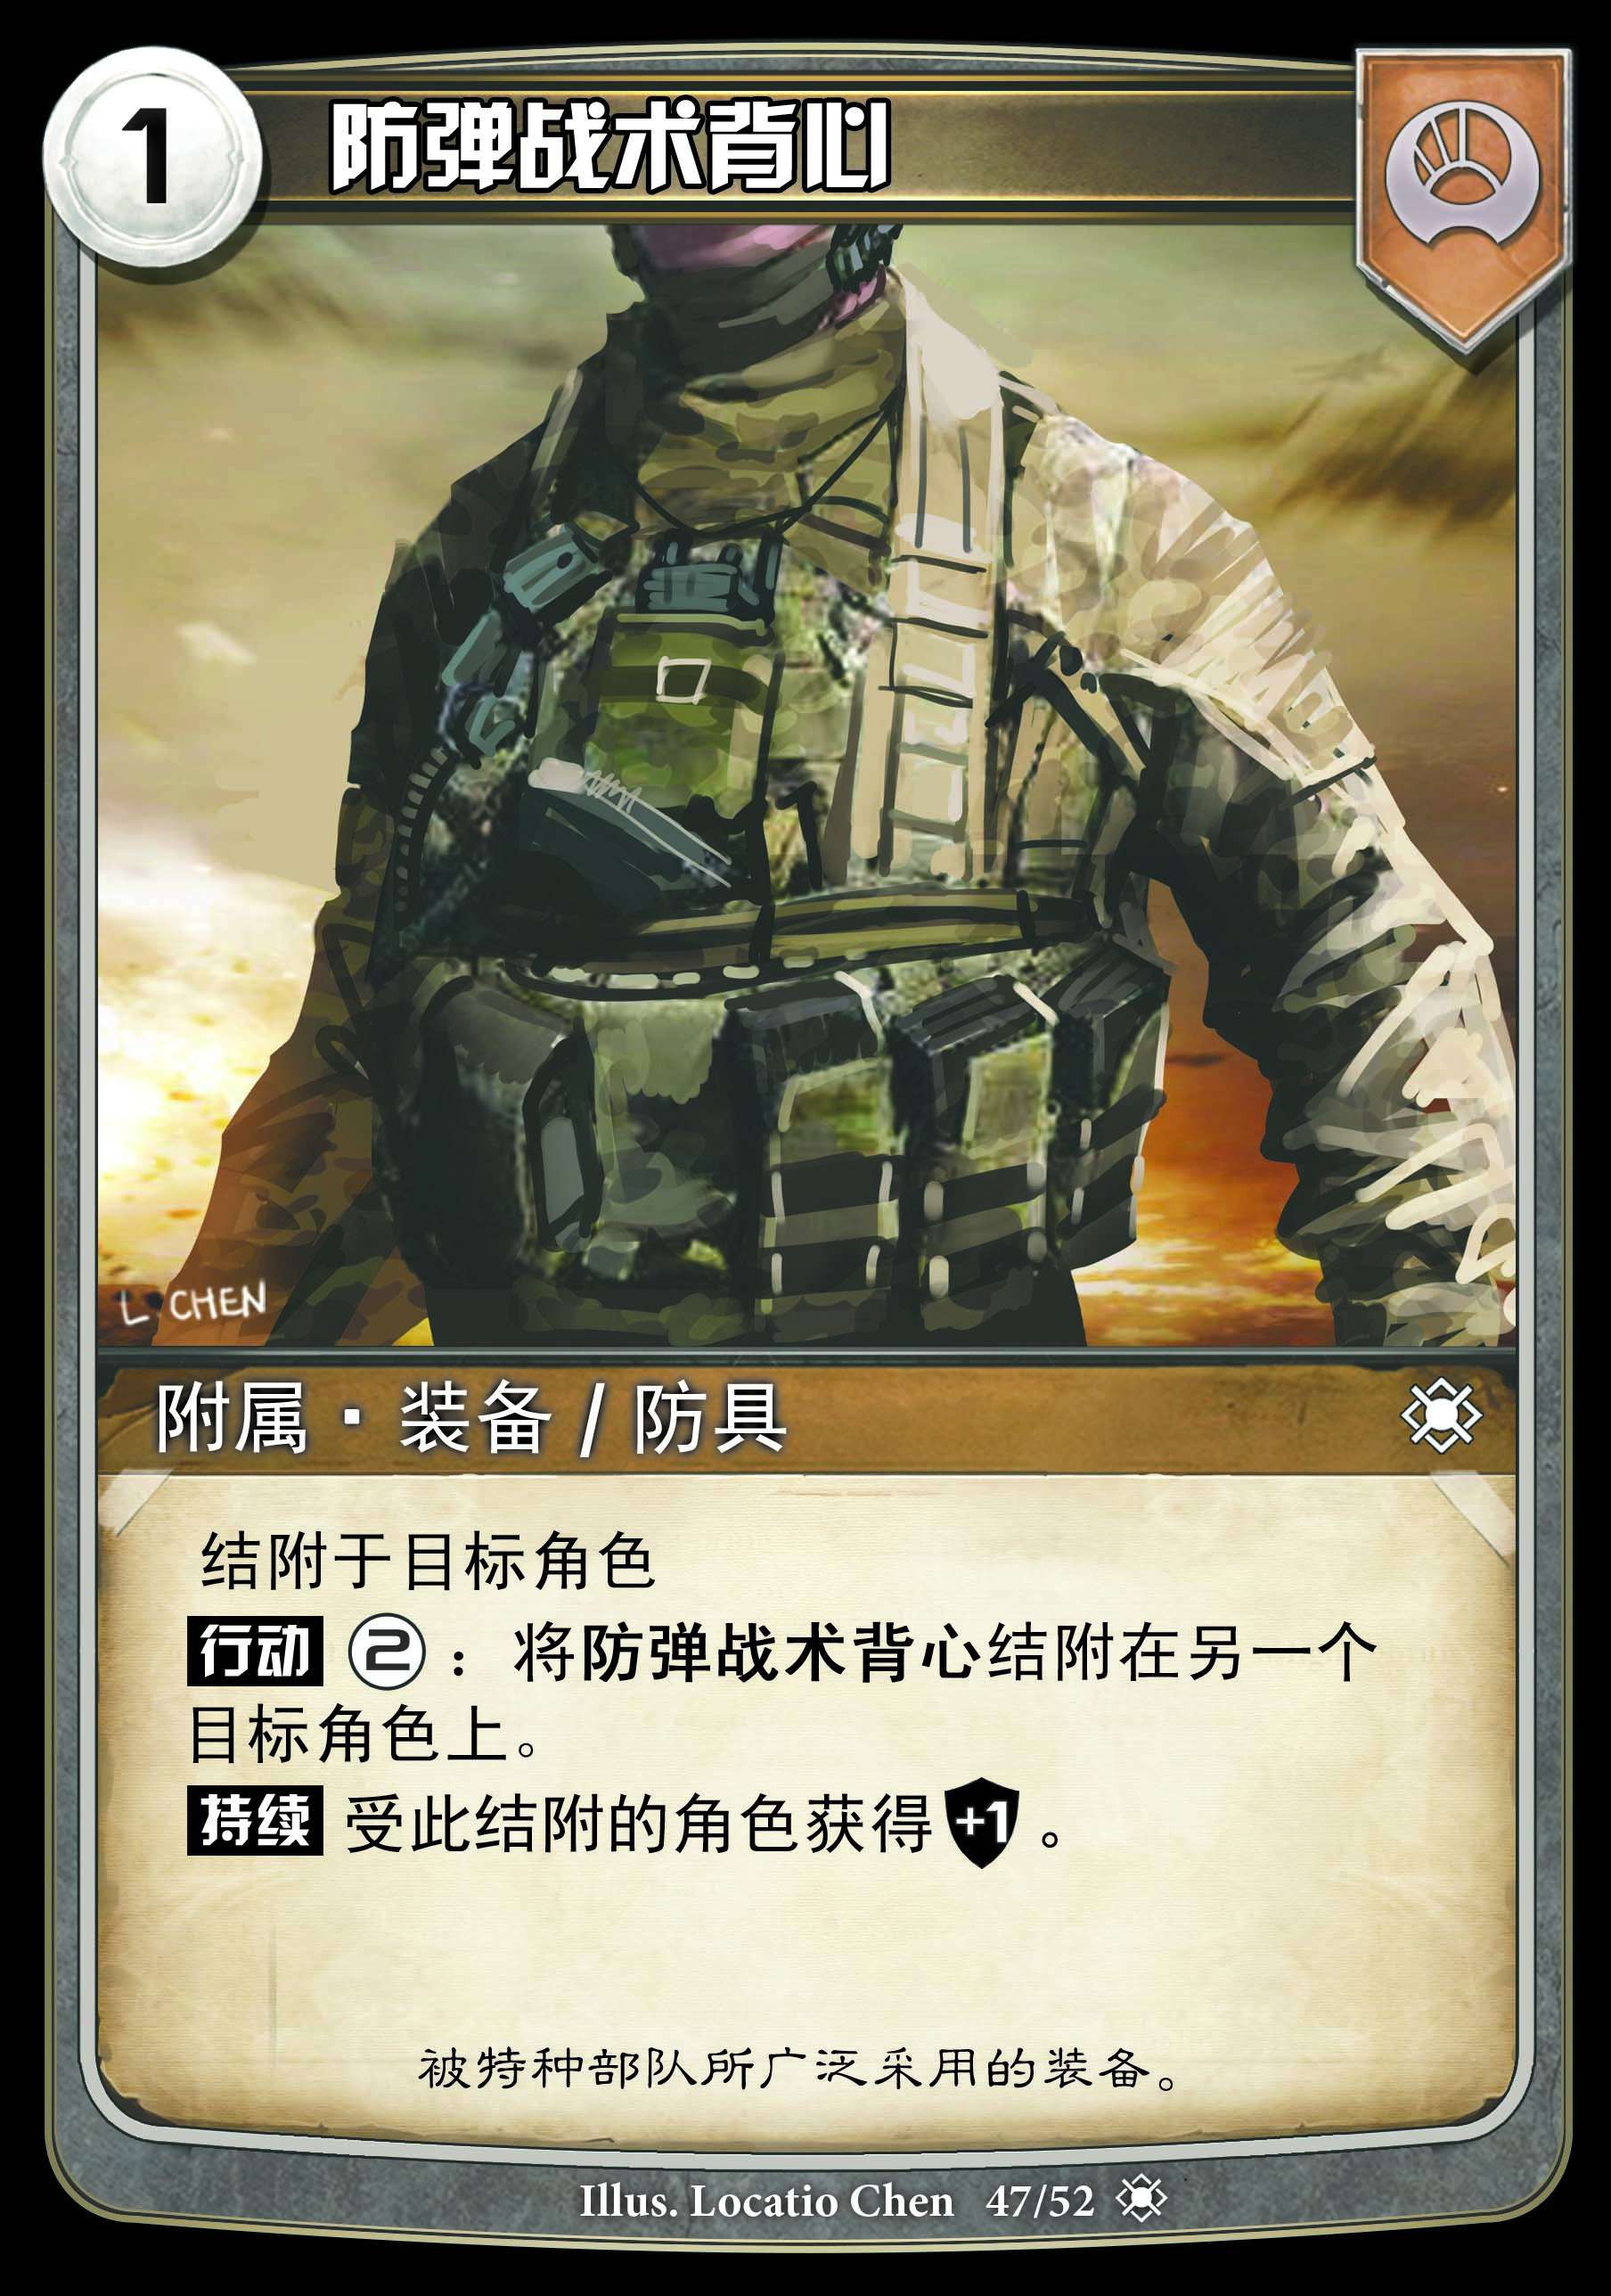 1
防弹战术背心
L. CHEN
附属·装备 / 防具
结附于目标角色
行动 2 : 将防弹战术背心结附在另一个
目标角色上。
持续 受此结附的角色获得 +1 。
被特种部队所广泛采用的装备。
Illus. Locatio Chen 47/52